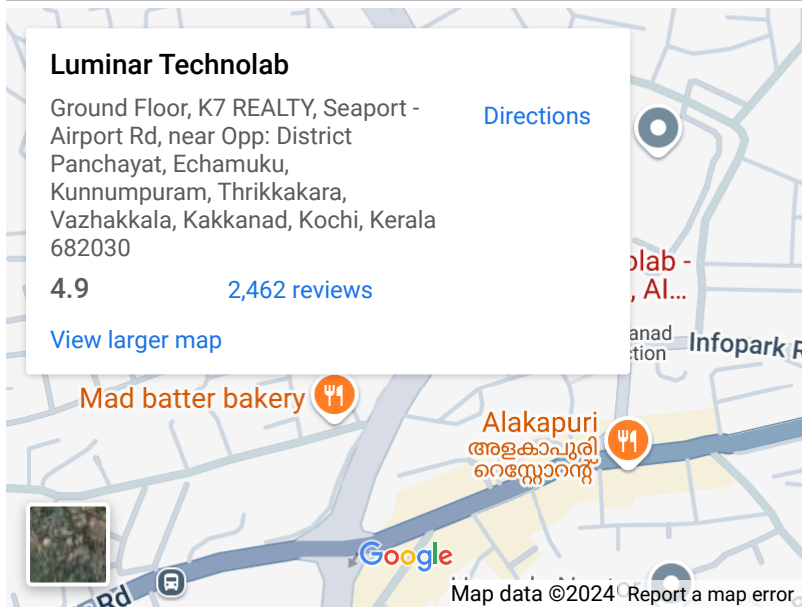 Luminar Technolab
Ground Floor, K7 REALTY, Seaport -
Airport Rd, near Opp: District
Panchayat, Echamuku,
Kunnumpuram, Thrikkakara,
Vazhakkala, Kakkanad, Kochi, Kerala
682030
Directions
4.9
2,462 reviews
View larger map
olab -
, AI...
anad
ction
Infopark R
Mad batter bakery
Alakapuri
അളകാപുരി
റെസ്റ്റോറന്റ്
Rd
Google
Map data ©2024
Report a map error